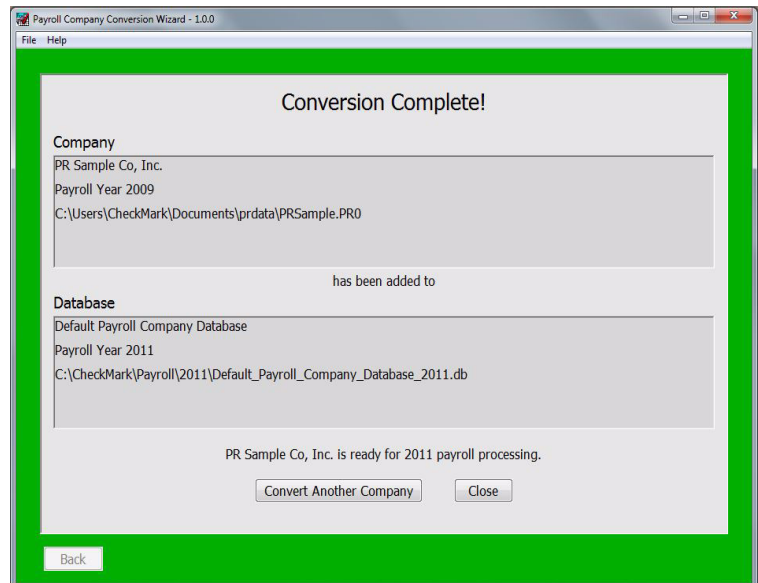 Payroll Company Conversion Wizard - 1.0.0
File Help
Conversion Complete!
Company
PR Sample Co, Inc.
Payroll Year 2009
C:\Users\CheckMark\Documents\prdata\PRSample.PR0
has been added to
Database
Default Payroll Company Database
Payroll Year 2011
C:\CheckMark\Payroll\2011\Default_Payroll_Company_Database_2011.db
PR Sample Co, Inc. is ready for 2011 payroll processing.
Convert Another Company Close
Back